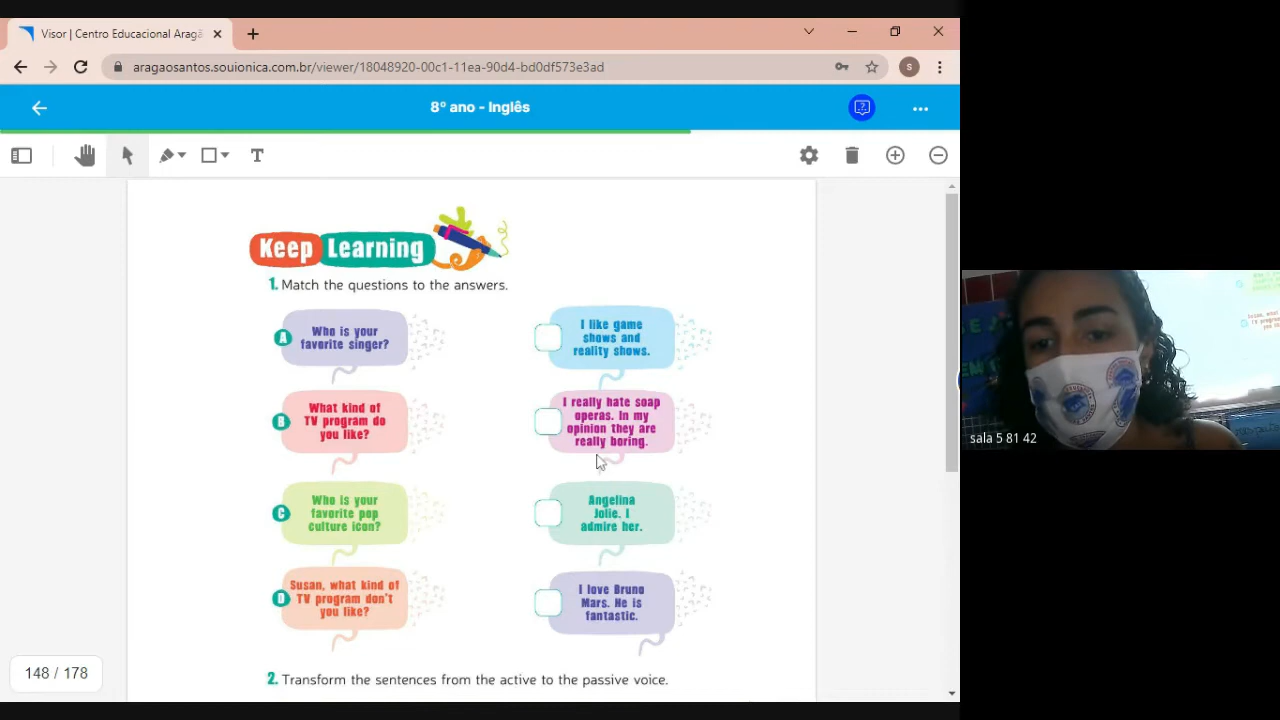 Visor | Centro Educacional Aragã
aragaosantos.souionica.com.br/viewer/18048920-00c1-11ea-90d4-bd0df573e3ad
s
8º ano - Inglês
?
T
Keep Learning
1. Match the questions to the answers.
A
Who is your
favorite singer?
I like game
shows and
reality shows.
B
What kind of
TV program do
you like?
I really hate soap
operas. In my
opinion they are
really boring.
C
Who is your
favorite pop
culture icon?
Angelina
Jolie. I
admire her.
D
Susan, what kind of
TV program don't
you like?
I love Bruno
Mars. He is
fantastic.
2. Transform the sentences from the active to the passive voice.
148 / 178
sala 5 81 42